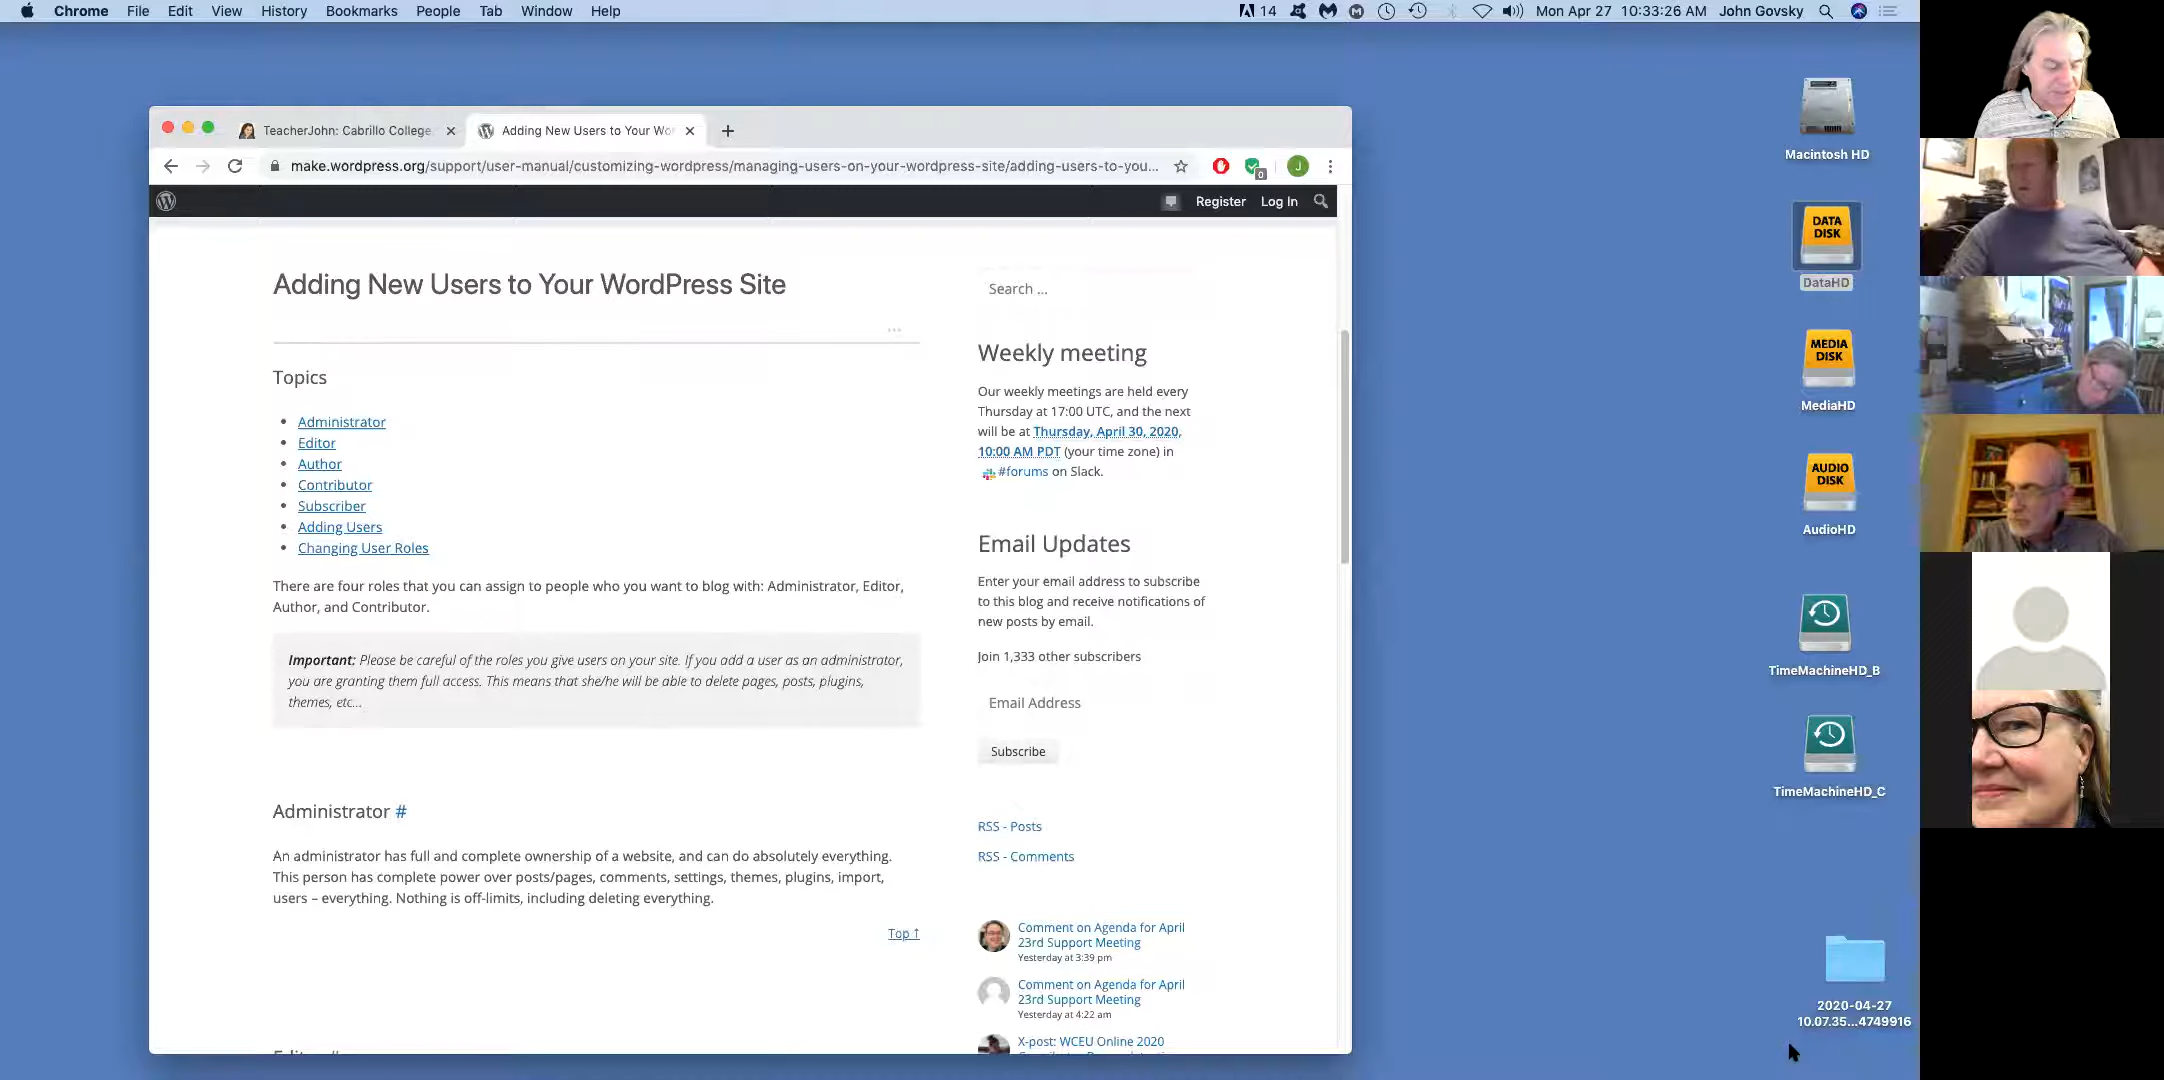 Chrome File Edit View History Bookmarks People Tab Window Help
14 Mon Apr 27 10:33:26 AM John Govsky
TeacherJohn: Cabrillo College
Adding New Users to Your Wor
make.wordpress.org/support/user-manual/customizing-wordpress/managing-users-on-your-wordpress-site/adding-users-to-you...
0
J
Register Log In
Adding New Users to Your WordPress Site
...
Topics
Administrator
Editor
Author
Contributor
Subscriber
Adding Users
Changing User Roles
There are four roles that you can assign to people who you want to blog with: Administrator, Editor,
Author, and Contributor.
Important: Please be careful of the roles you give users on your site. If you add a user as an administrator,
you are granting them full access. This means that she/he will be able to delete pages, posts, plugins,
themes, etc...
Administrator #
An administrator has full and complete ownership of a website, and can do absolutely everything.
This person has complete power over posts/pages, comments, settings, themes, plugins, import,
users – everything. Nothing is off-limits, including deleting everything.
Top ↑
Search ...
Weekly meeting
Our weekly meetings are held every
Thursday at 17:00 UTC, and the next
will be at Thursday, April 30, 2020,
10:00 AM PDT (your time zone) in
#forums on Slack.
Email Updates
Enter your email address to subscribe
to this blog and receive notifications of
new posts by email.
Join 1,333 other subscribers
Email Address
Subscribe
RSS - Posts
RSS - Comments
Comment on Agenda for April
23rd Support Meeting
Yesterday at 3:39 pm
Comment on Agenda for April
23rd Support Meeting
Yesterday at 4:22 am
X-post: WCEU Online 2020
Macintosh HD
DATA
DISK
DataHD
MEDIA
DISK
MediaHD
AUDIO
DISK
AudioHD
TimeMachineHD_B
TimeMachineHD_C
2020-04-27
10.07.35...4749916